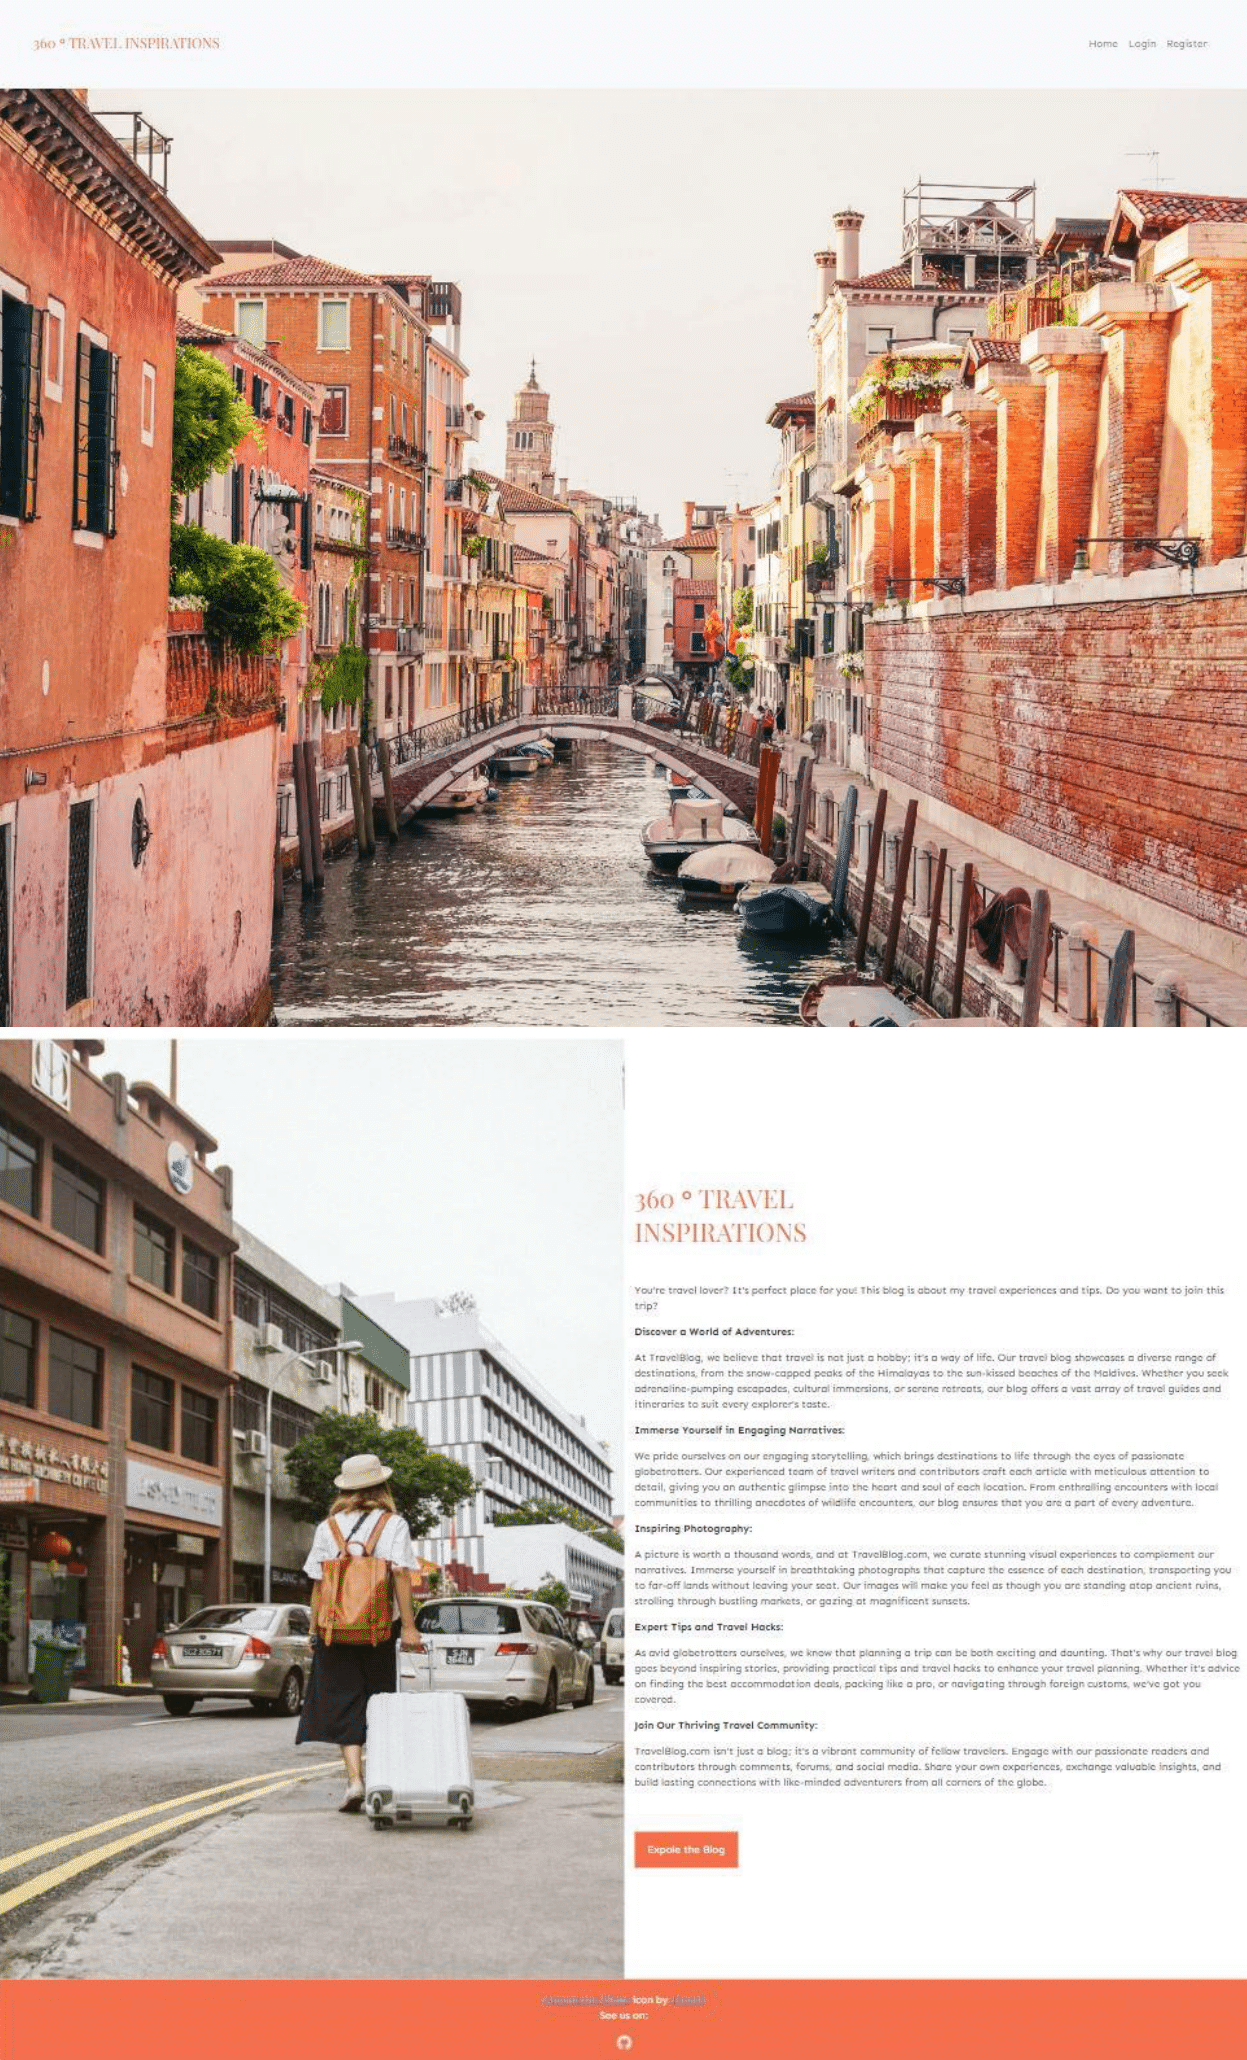 360 ° TRAVEL INSPIRATIONS
Home Login Register
360 ° TRAVEL
INSPIRATIONS
You're travel lover? It's perfect place for you! This blog is about my travel experiences and tips. Do you want to join this
trip?
Discover a World of Adventures:
At TravelBlog, we believe that travel is not just a hobby; it's a way of life. Our travel blog showcases a diverse range of
destinations, from the snow-capped peaks of the Himalayas to the sun-kissed beaches of the Maldives. Whether you seek
adrenaline-pumping escapades, cultural immersions, or serene retreats, our blog offers a vast array of travel guides and
itineraries to suit every explorer's taste.
Immerse Yourself in Engaging Narratives:
We pride ourselves on our engaging storytelling, which brings destinations to life through the eyes of passionate
globetrotters. Our experienced team of travel writers and contributors craft each article with meticulous attention to
detail, giving you an authentic glimpse into the heart and soul of each location. From enthralling encounters with local
communities to thrilling anecdotes of wildlife encounters, our blog ensures that you are a part of every adventure.
Inspiring Photography:
A picture is worth a thousand words, and at TravelBlog.com, we curate stunning visual experiences to complement our
narratives. Immerse yourself in breathtaking photographs that capture the essence of each destination, transporting you
to far-off lands without leaving your seat. Our images will make you feel as though you are standing atop ancient ruins,
strolling through bustling markets, or gazing at magnificent sunsets.
Expert Tips and Travel Hacks:
As avid globetrotters ourselves, we know that planning a trip can be both exciting and daunting. That's why our travel blog
goes beyond inspiring stories, providing practical tips and travel hacks to enhance your travel planning. Whether it's advice
on finding the best accommodation deals, packing like a pro, or navigating through foreign customs, we've got you
covered.
Join Our Thriving Travel Community:
TravelBlog.com isn't just a blog; it's a vibrant community of fellow travelers. Engage with our passionate readers and
contributors through comments, forums, and social media. Share your own experiences, exchange valuable insights, and
build lasting connections with like-minded adventurers from all corners of the globe.
Expole the Blog
icon by
See us on: